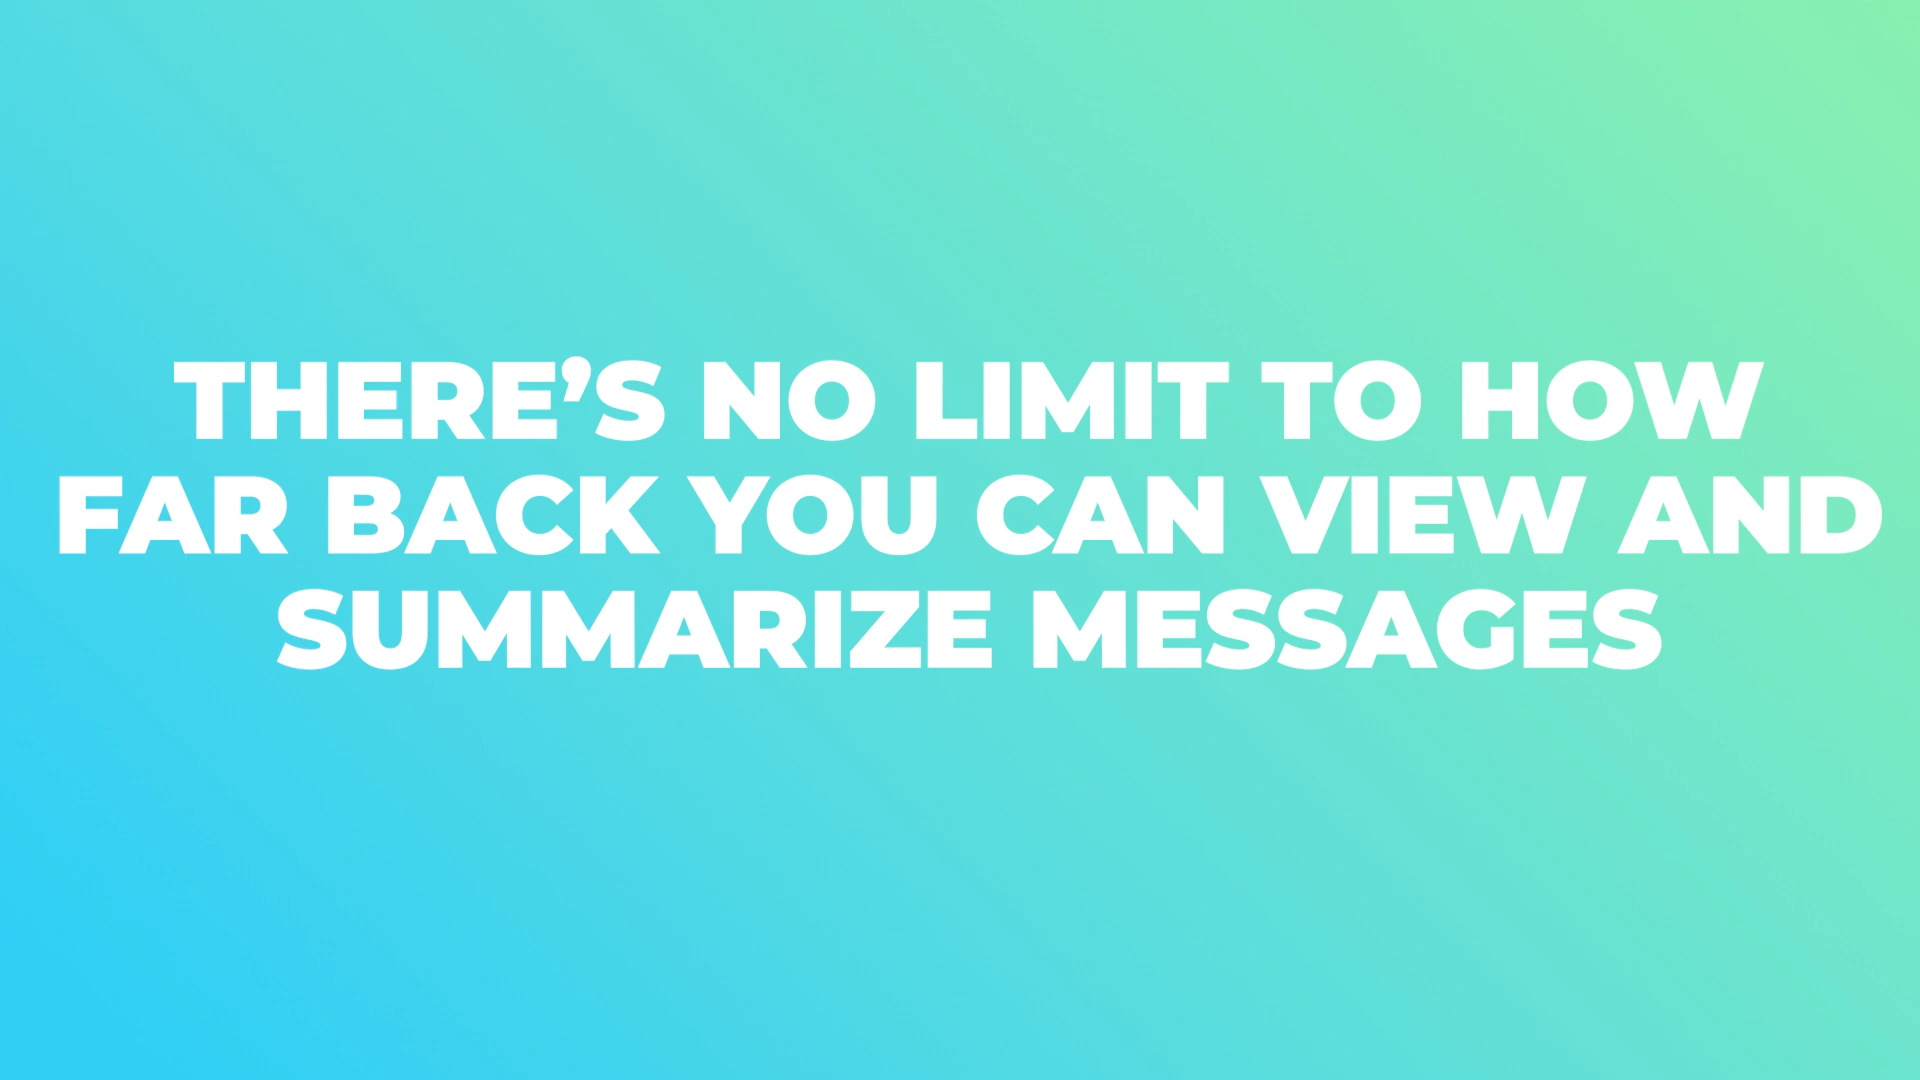 THERE’S NO LIMIT TO HOW
FAR BACK YOU CAN VIEW AND
SUMMARIZE MESSAGES